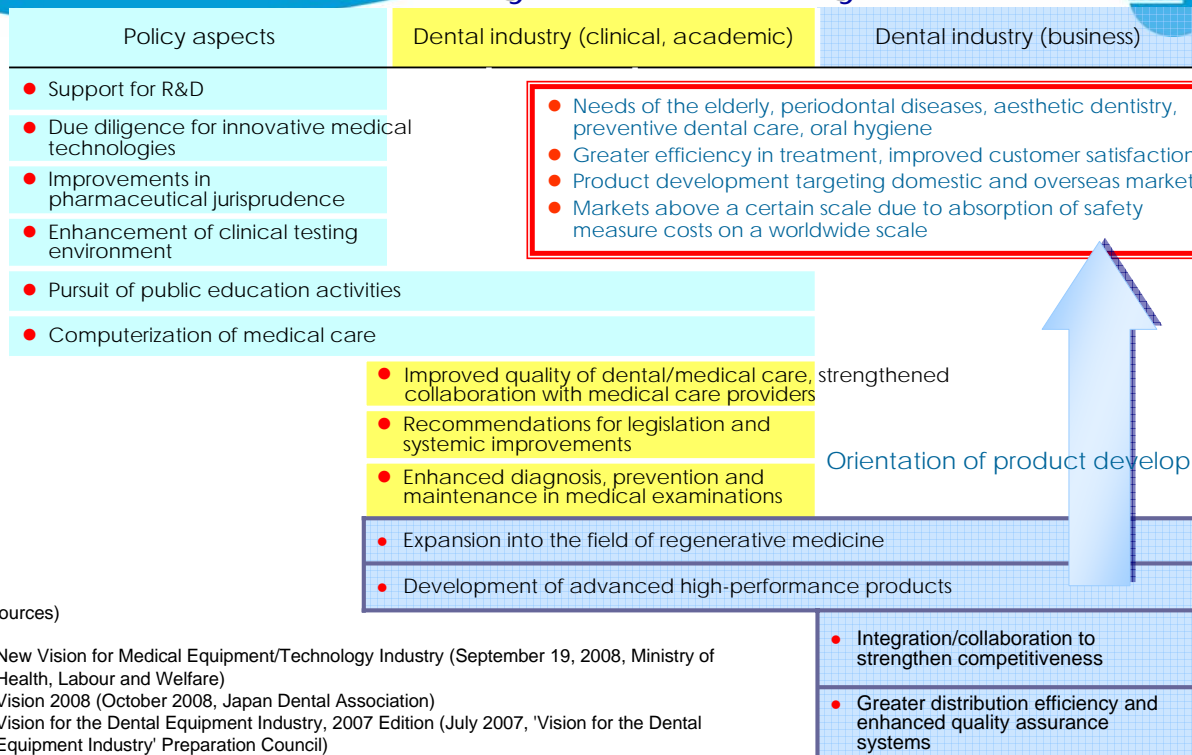 Policy aspects
Dental industry (clinical, academic)
Dental industry (business)
Support for R&D
Due diligence for innovative medical
technologies
Improvements in
pharmaceutical jurisprudence
Enhancement of clinical testing
environment
Needs of the elderly, periodontal diseases, aesthetic dentistry,
preventive dental care, oral hygiene
Greater efficiency in treatment, improved customer satisfaction
Product development targeting domestic and overseas market
Markets above a certain scale due to absorption of safety
measure costs on a worldwide scale
Pursuit of public education activities
Computerization of medical care
Improved quality of dental/medical care, strengthened
collaboration with medical care providers
Recommendations for legislation and
systemic improvements
Enhanced diagnosis, prevention and
maintenance in medical examinations
Orientation of product develop
Expansion into the field of regenerative medicine
Development of advanced high-performance products
Integration/collaboration to
strengthen competitiveness
Greater distribution efficiency and
enhanced quality assurance
systems
ources)
New Vision for Medical Equipment/Technology Industry (September 19, 2008, Ministry of
Health, Labour and Welfare)
Vision 2008 (October 2008, Japan Dental Association)
Vision for the Dental Equipment Industry, 2007 Edition (July 2007, 'Vision for the Dental
Equipment Industry' Preparation Council)